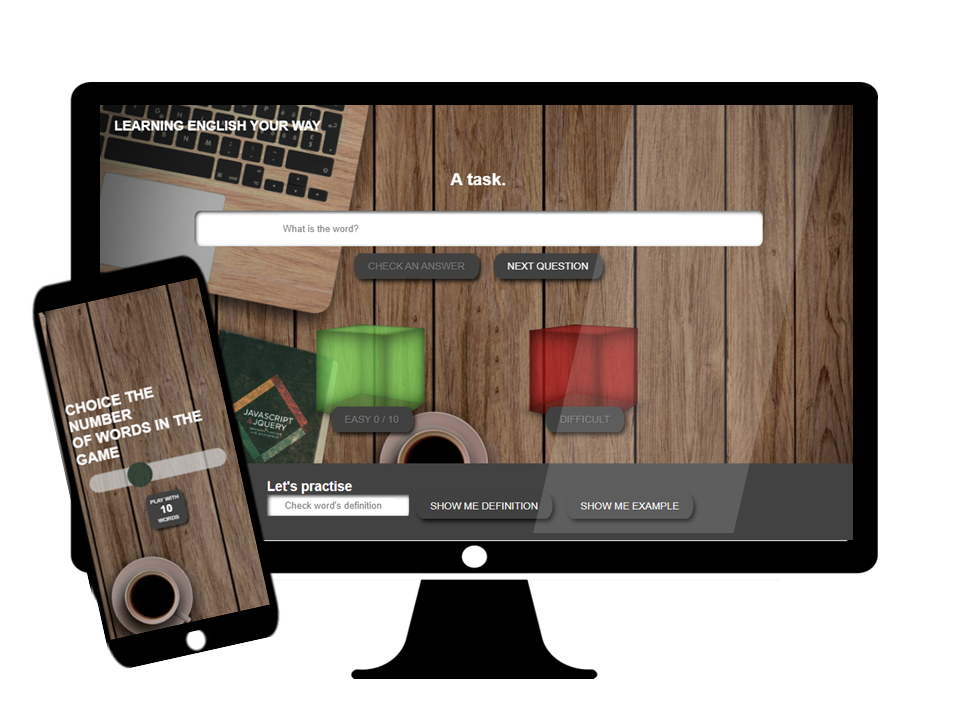 LEARNING ENGLISH YOUR WAY
A task.
What is the word?
CHECK AN ANSWER
NEXT QUESTION
EASY 0 / 10
DIFFICULT
JAVASCRIPT
& JQUERY
Let's practise
Check word's definition
SHOW ME DEFINITION
SHOW ME EXAMPLE
CHOICE THE
NUMBER
OF WORDS IN THE
GAME
PLAY WITH
10
WORDS